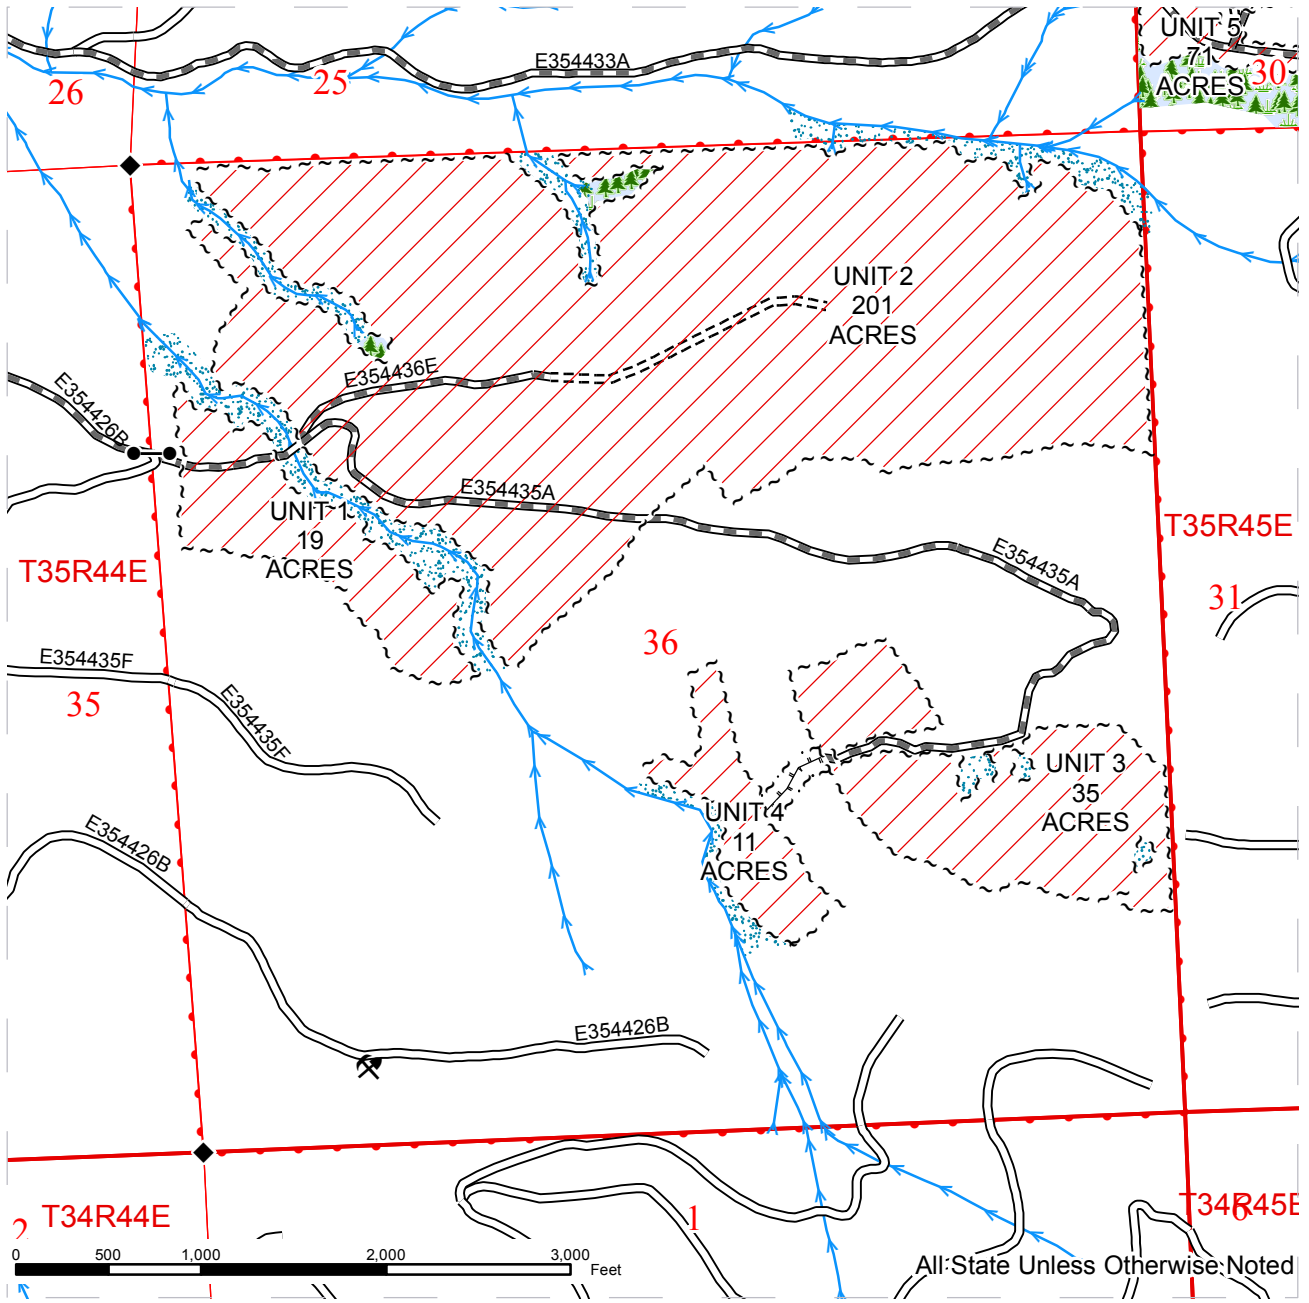 UNIT 5
71
ACRES
30
E354433A
25
26
UNIT 2
201
ACRES
E354436E
E354426B
E354435A
UNIT 1
19
ACRES
T35R45E
E354435A
T35R44E
31
36
E354435F
35
E354435F
UNIT 3
35
ACRES
UNIT 4
11
ACRES
E354426B
E354426B
T34R44E
2
1
T34R45E
6
0 500 1,000 2,000 3,000
Feet
All State Unless Otherwise Noted